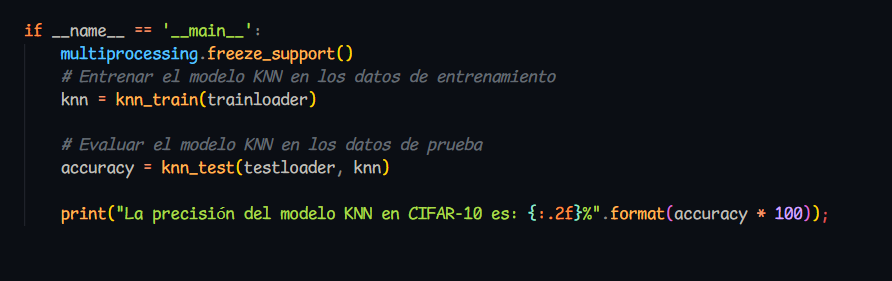 if __name__ == '__main__':
    multiprocessing.freeze_support()
    # Entrenar el modelo KNN en los datos de entrenamiento
    knn = knn_train(trainloader)
    # Evaluar el modelo KNN en los datos de prueba
    accuracy = knn_test(testloader, knn)
    print("La precisión del modelo KNN en CIFAR-10 es: {:.2f}%".format(accuracy * 100));